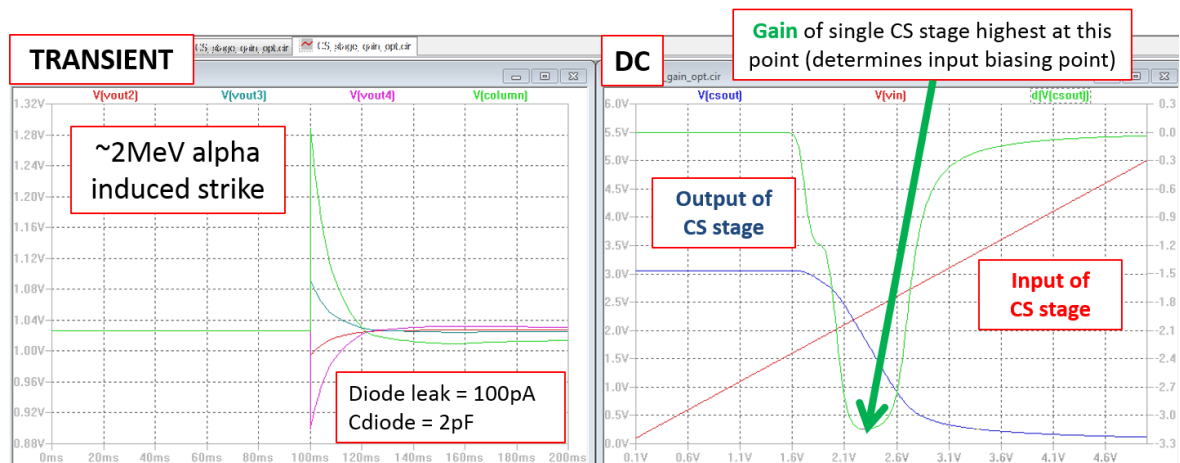 TRANSIENT
CS_stage_gain_opt.cir
CS_stage_gain_opt.cir
V(vout2) V(vout3) V(vout4) V(column)
1.32V
1.28V
1.24V
1.20V
1.16V
1.12V
1.08V
1.04V
1.00V
0.96V
0.92V
0.88V
0ms 20ms 40ms 60ms 80ms 100ms 120ms 140ms 160ms 180ms 200ms
~2MeV alpha
induced strike
Diode leak = 100pA
Cdiode = 2pF
Gain of single CS stage highest at this
point (determines input biasing point)
DC
_gain_opt.cir
V(csout) V(vin) d(V(csout))
6.0V
5.5V
5.0V
4.5V
4.0V
3.5V
3.0V
2.5V
2.0V
1.5V
1.0V
0.5V
0.0V
0.1V 0.6V 1.1V 1.6V 2.1V 2.6V 3.1V 3.6V 4.1V 4.6V
0.3
0.0
-0.3
-0.6
-0.9
-1.2
-1.5
-1.8
-2.1
-2.4
-2.7
-3.0
-3.3
Output of
CS stage
Input of
CS stage